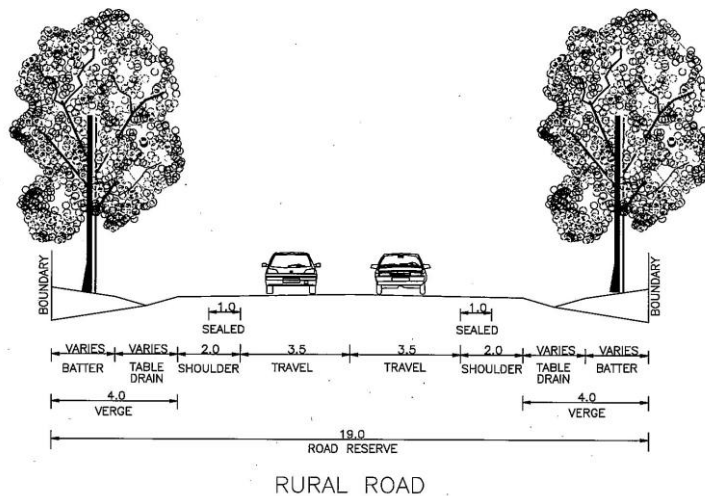 BOUNDARY
BOUNDARY
1.0
1.0
SEALED
SEALED
VARIES VARIES 2.0 3.5 3.5 2.0 VARIES VARIES
BATTER TABLE DRAIN SHOULDER TRAVEL TRAVEL SHOULDER TABLE DRAIN BATTER
4.0 4.0
VERGE VERGE
19.0
ROAD RESERVE
RURAL ROAD